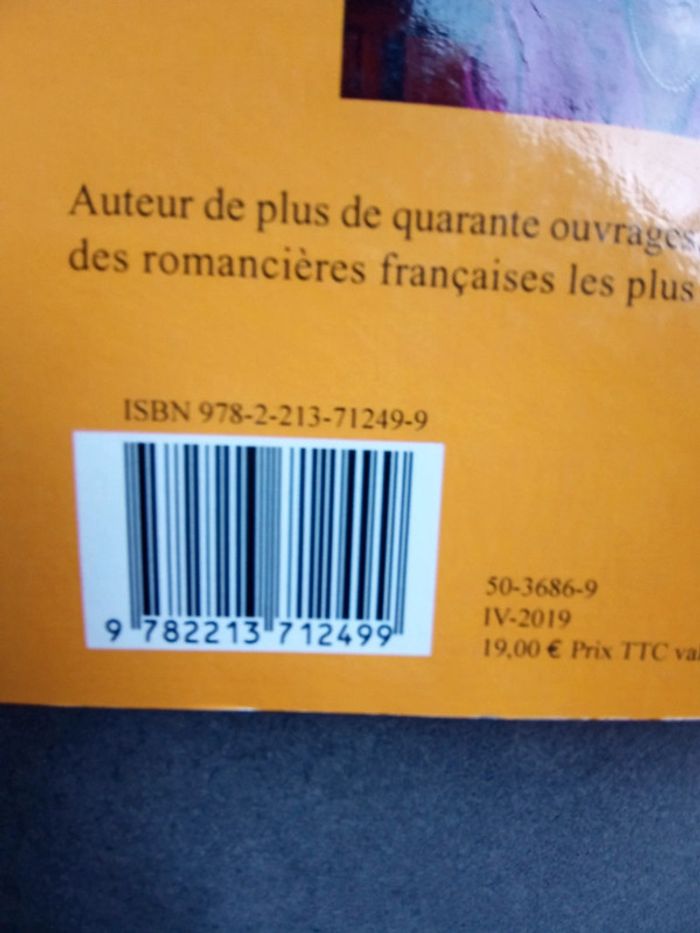 Auteur de plus de quarante ouvrages
des romancières françaises les plus
ISBN 978-2-213-71249-9
9 782213 712499
50-3686-9
IV-2019
19,00 € Prix TTC val